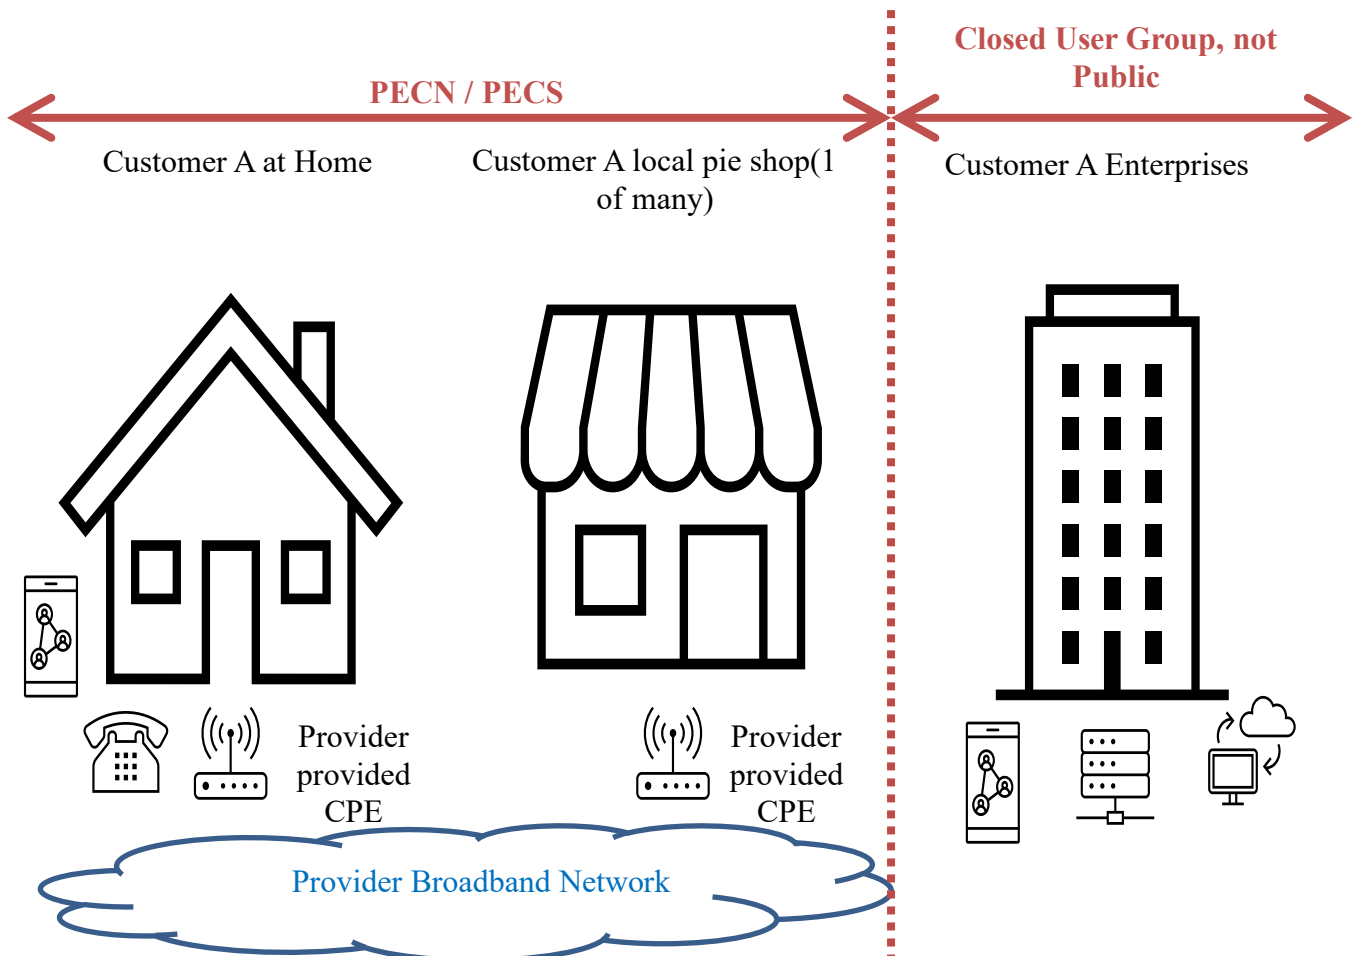 Closed User Group, not
Public
PECN / PECS
Customer A at Home
Customer A local pie shop(1
of many)
Customer A Enterprises
Provider
provided
CPE
Provider
provided
CPE
Provider Broadband Network